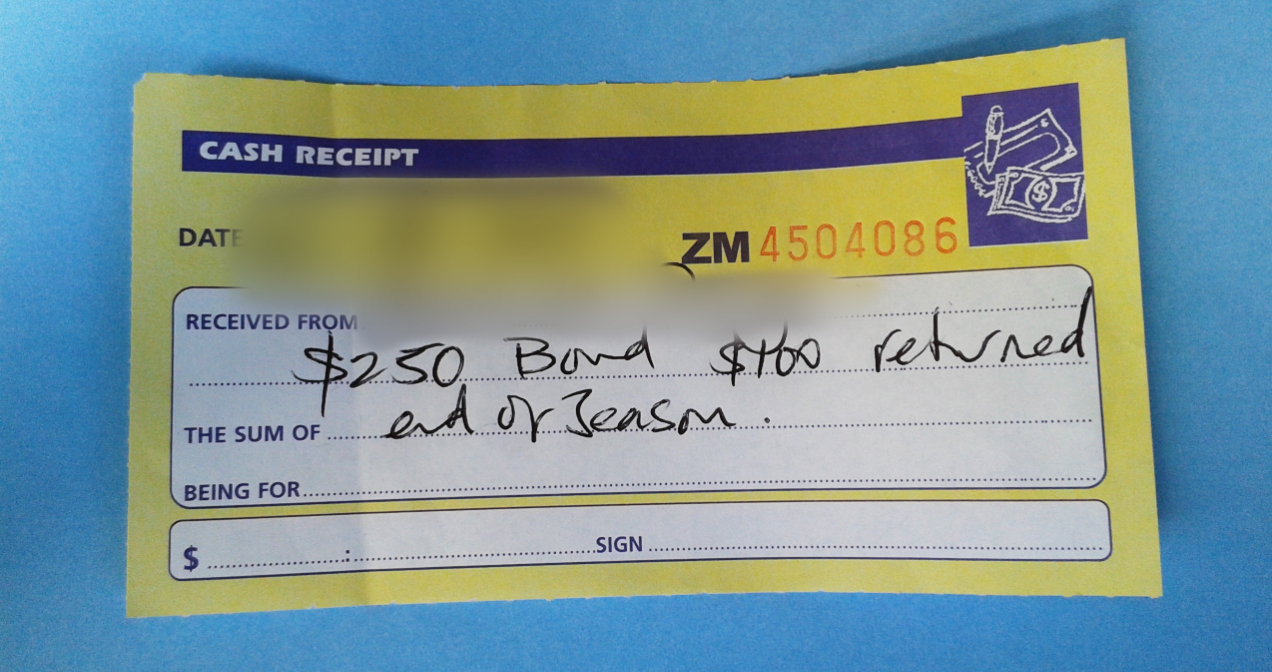 CASH RECEIPT
DATE
ZM 4504086
RECEIVED FROM
$250 Bond $100 returned
THE SUM OF end of Season.
BEING FOR
$ : SIGN